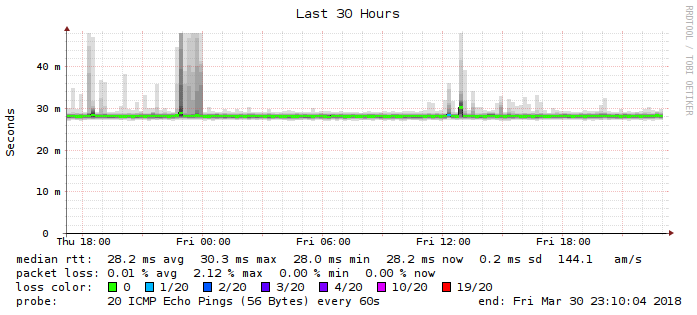 Last 30 Hours
RRDTOOL / TOBI OETIKER
Seconds
40 m
30 m
20 m
10 m
0
Thu 18:00 Fri 00:00 Fri 06:00 Fri 12:00 Fri 18:00
median rtt: 28.2 ms avg 30.3 ms max 28.0 ms min 28.2 ms now 0.2 ms sd 144.1 am/s
packet loss: 0.01 % avg 2.12 % max 0.00 % min 0.00 % now
loss color: 0 1/20 2/20 3/20 4/20 10/20 19/20
probe: 20 ICMP Echo Pings (56 Bytes) every 60s end: Fri Mar 30 23:10:04 2018